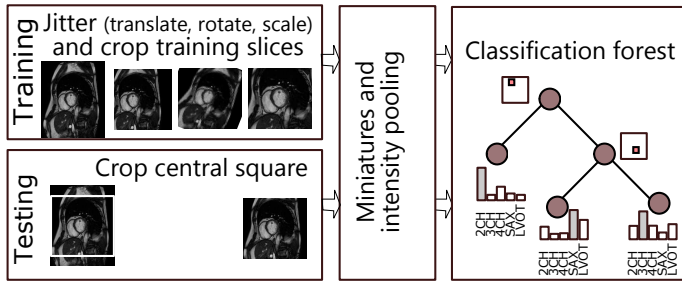 Training
Jitter (translate, rotate, scale)
and crop training slices
Testing
Crop central square
Miniatures and
intensity pooling
Classification forest
2CH
3CH
4CH
SAX
LVOT
2CH
3CH
4CH
SAX
LVOT
2CH
3CH
4CH
SAX
LVOT